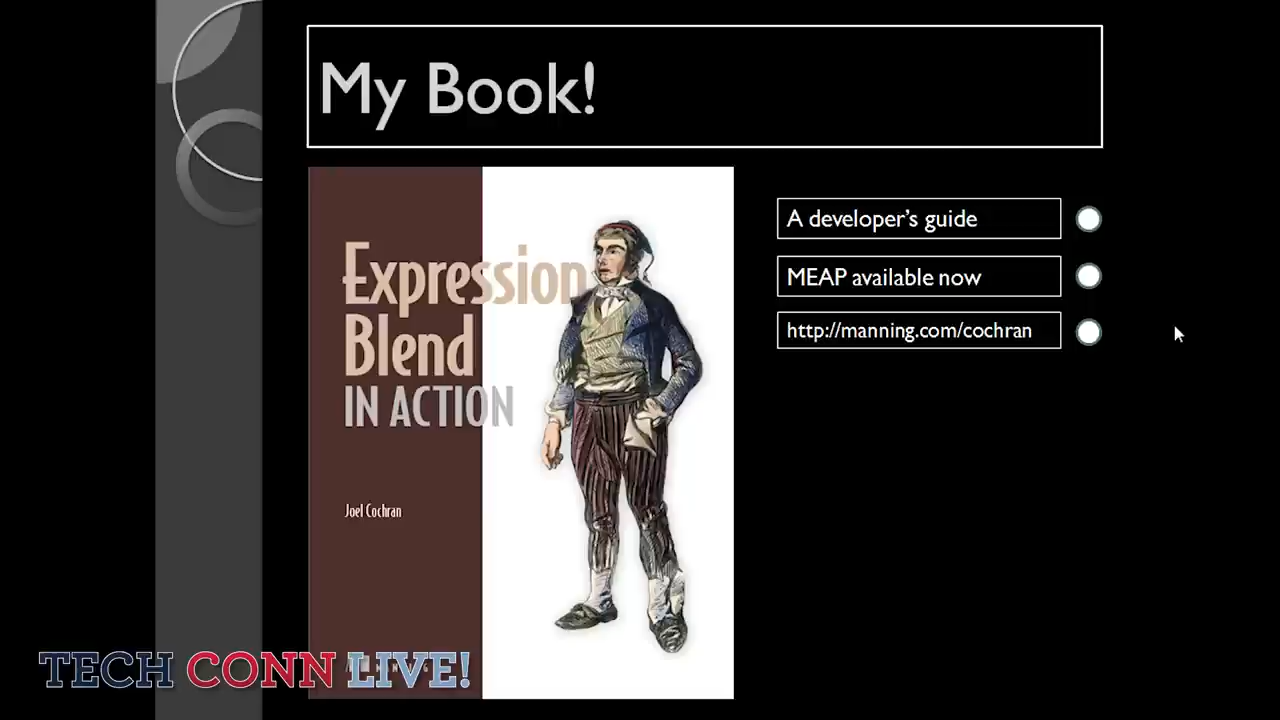 My Book!
Expression
Blend
IN ACTION
Joel Cochran
A developer's guide
MEAP available now
http://manning.com/cochran
TECH CONN LIVE!